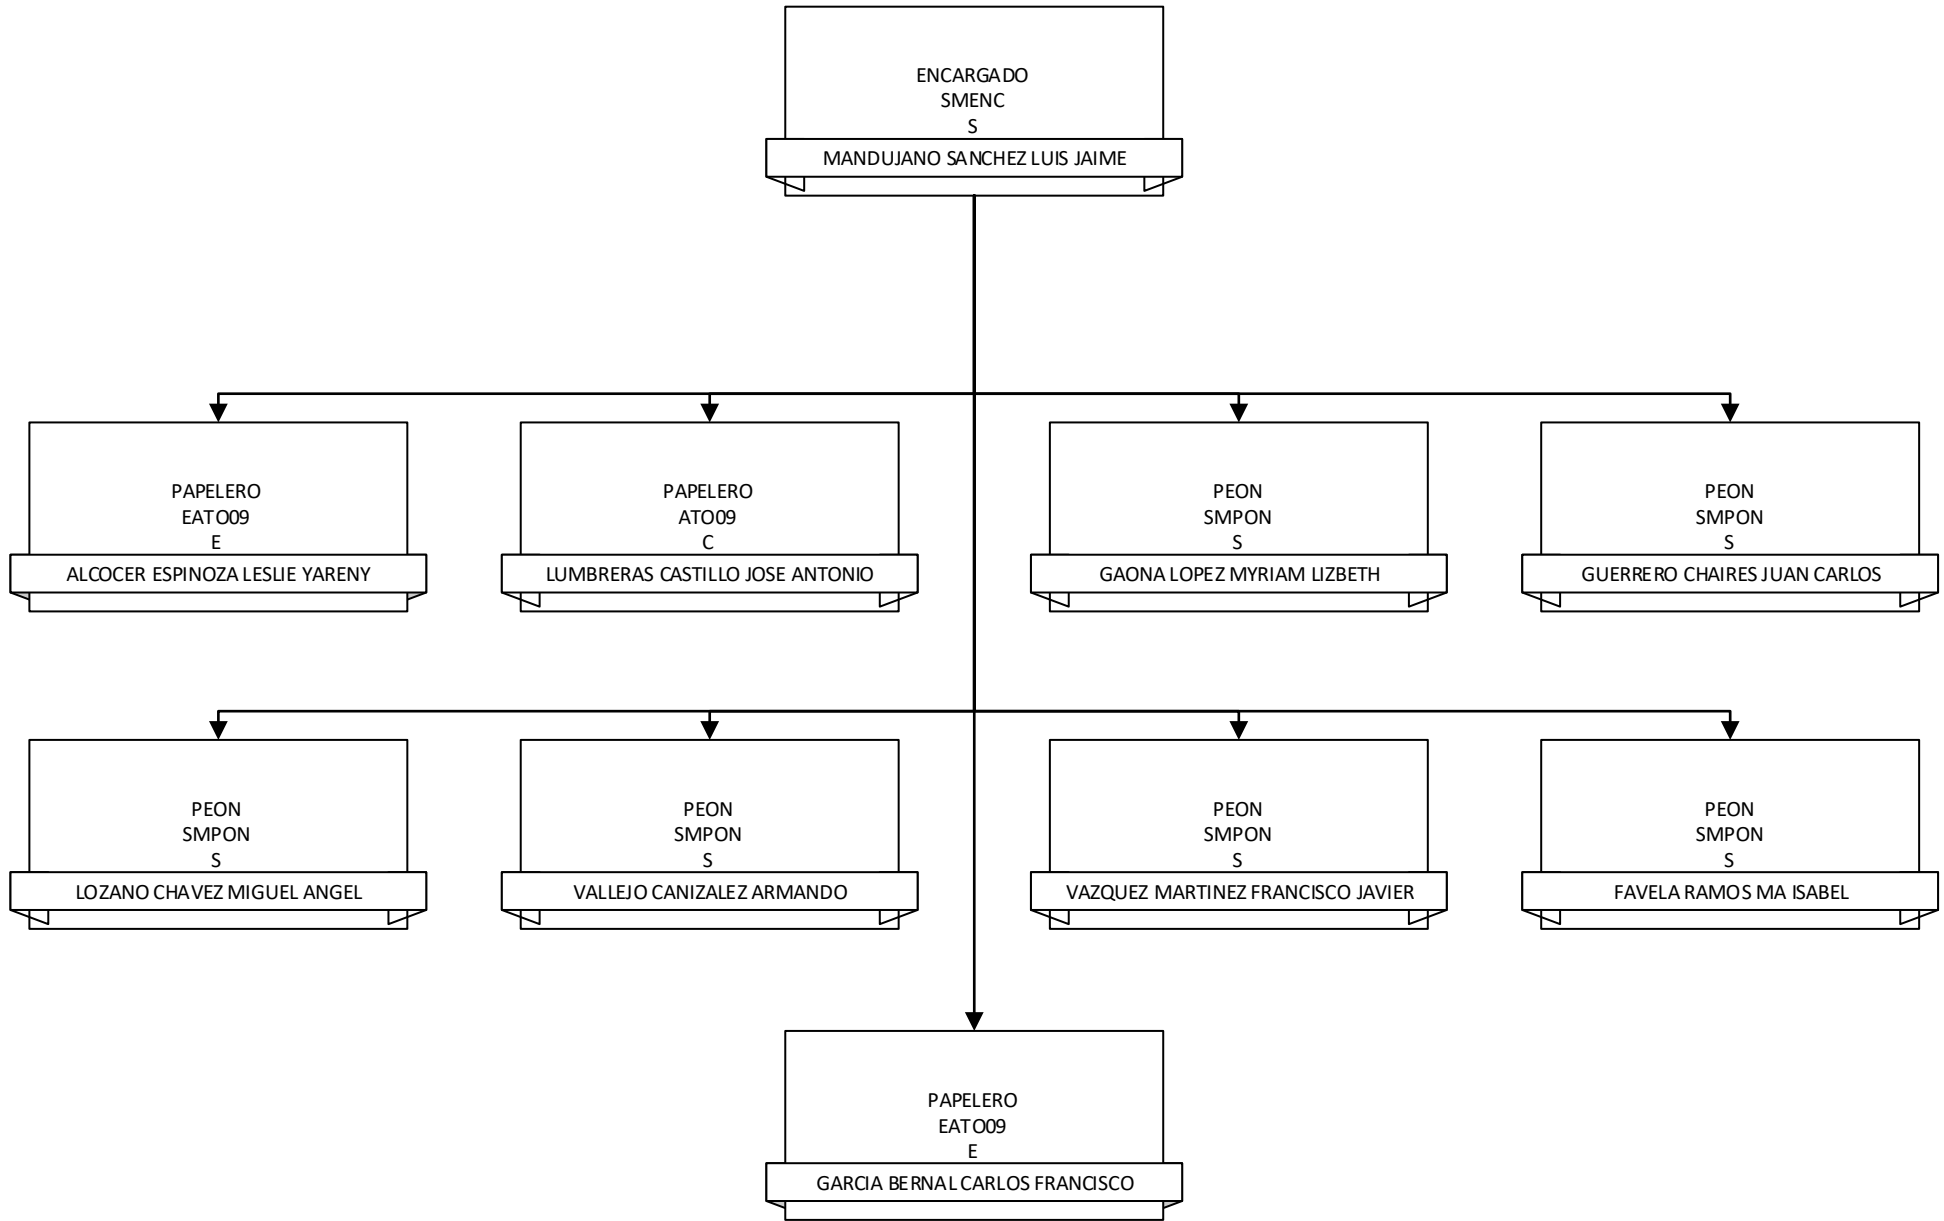 ENCARGADO
SMENC
S
MANDUJANO SANCHEZ LUIS JAIME
PAPELERO
EATO09
E
ALCOCER ESPINOZA LESLIE YARENY
PAPELERO
ATO09
C
LUMBRERAS CASTILLO JOSE ANTONIO
PEON
SMPON
S
GAONA LOPEZ MYRIAM LIZBETH
PEON
SMPON
S
GUERRERO CHAIRES JUAN CARLOS
PEON
SMPON
S
LOZANO CHAVEZ MIGUEL ANGEL
PEON
SMPON
S
VALLEJO CANIZALEZ ARMANDO
PEON
SMPON
S
VAZQUEZ MARTINEZ FRANCISCO JAVIER
PEON
SMPON
S
FAVELA RAMOS MA ISABEL
PAPELERO
EATO09
E
GARCIA BERNAL CARLOS FRANCISCO